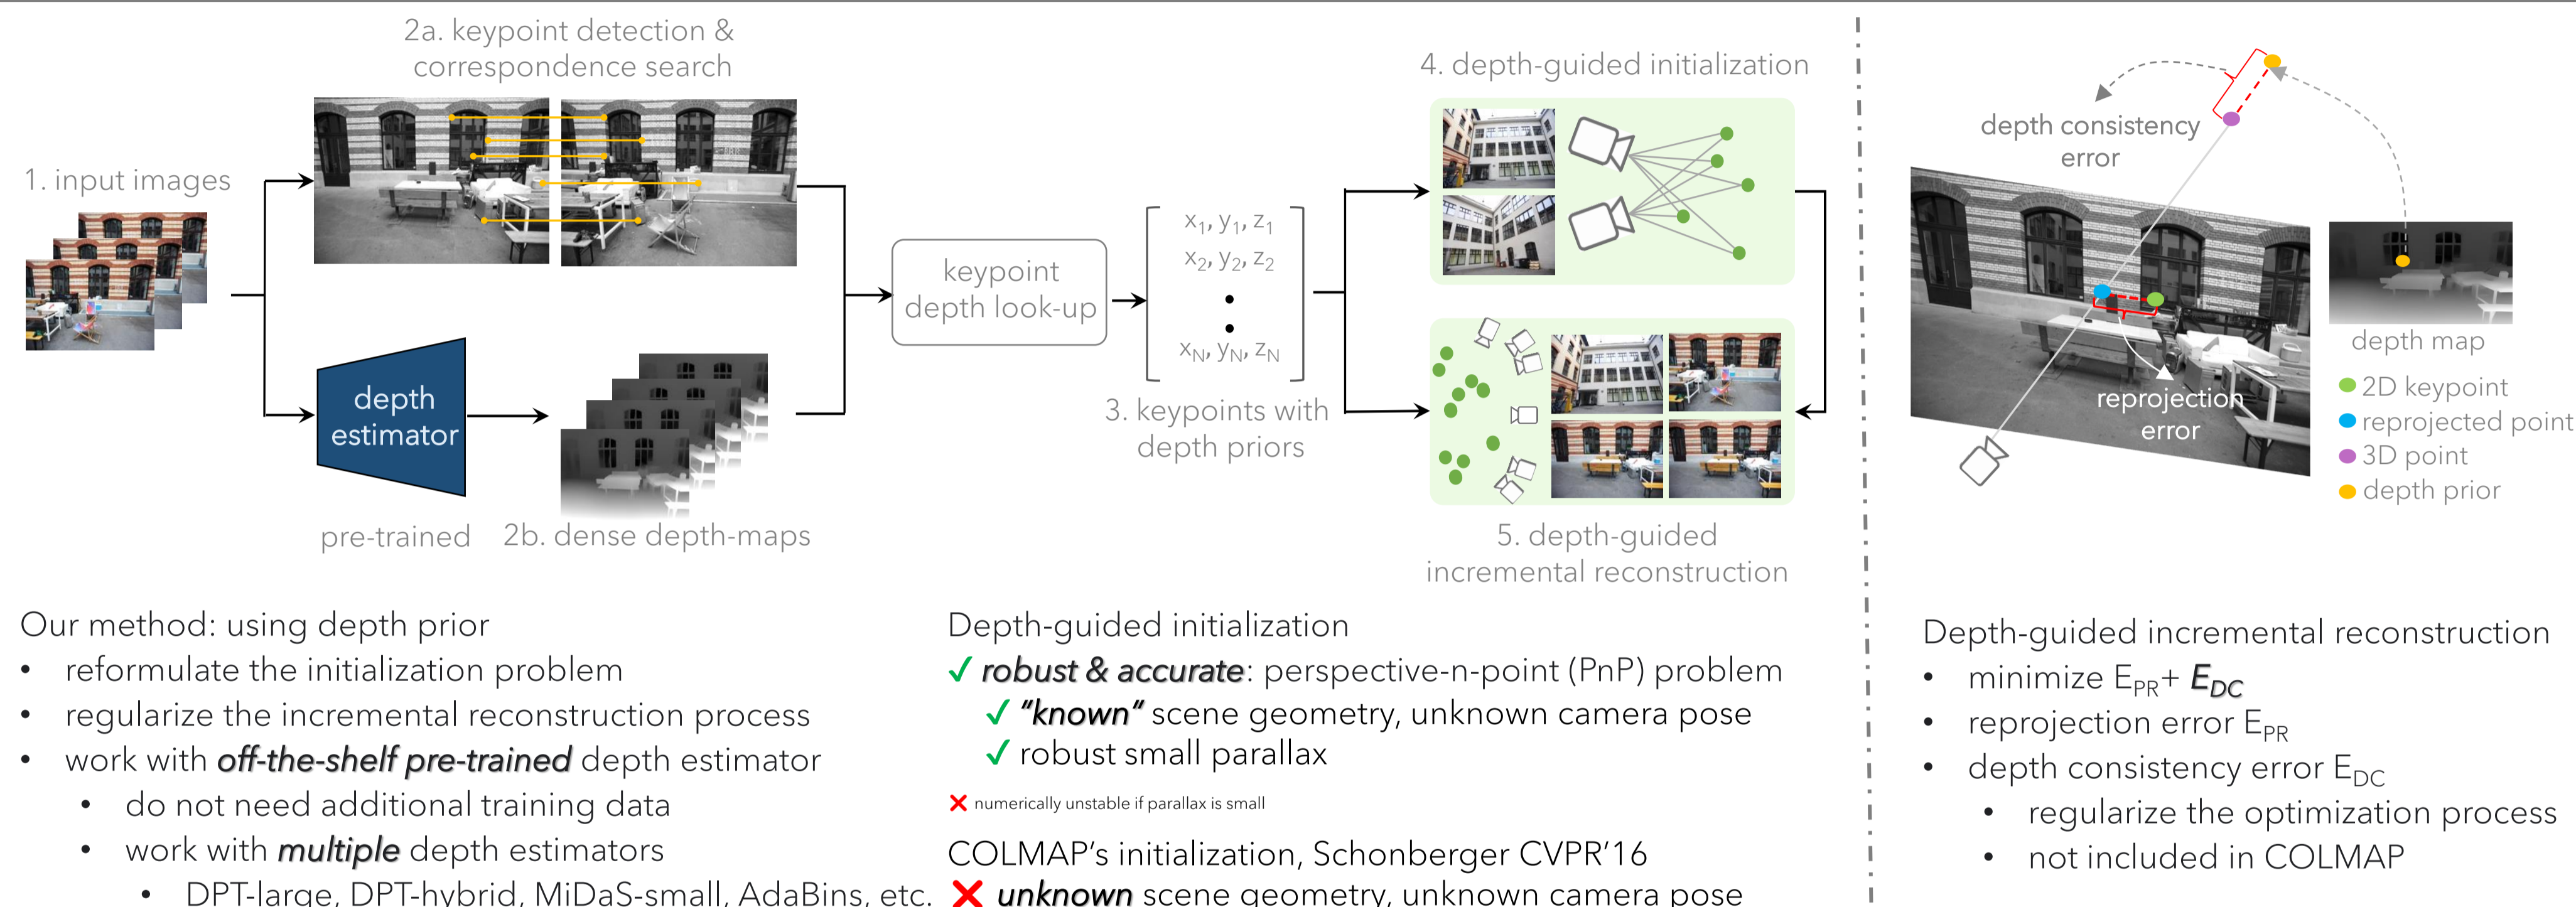 2a. keypoint detection &
correspondence search
1. input images
depth
estimator
pre-trained
2b. dense depth-maps
keypoint
depth look-up
x₁, y₁, z₁
x₂, y₂, z₂
•
•
x_N, y_N, z_N
3. keypoints with
depth priors
4. depth-guided initialization
5. depth-guided
incremental reconstruction
depth consistency
error
reprojection
error
depth map
2D keypoint
reprojected point
3D point
depth prior
Our method: using depth prior
• reformulate the initialization problem
• regularize the incremental reconstruction process
• work with off-the-shelf pre-trained depth estimator
• do not need additional training data
• work with multiple depth estimators
• DPT-large, DPT-hybrid, MiDaS-small, AdaBins, etc.
Depth-guided initialization
✓ robust & accurate: perspective-n-point (PnP) problem
✓ “known” scene geometry, unknown camera pose
✓ robust small parallax
❌ numerically unstable if parallax is small
COLMAP’s initialization, Schonberger CVPR’16
❌ unknown scene geometry, unknown camera pose
Depth-guided incremental reconstruction
• minimize E_PR+ E_DC
• reprojection error E_PR
• depth consistency error E_DC
• regularize the optimization process
• not included in COLMAP